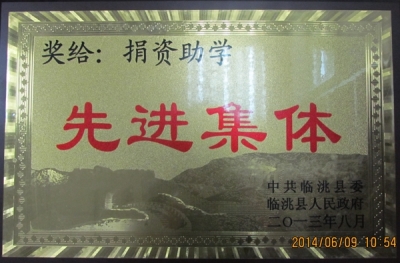 奖给：捐资助学
先进集体
中共临洮县委
临洮县人民政府
二〇一三年八月
2014/06/09 10:54